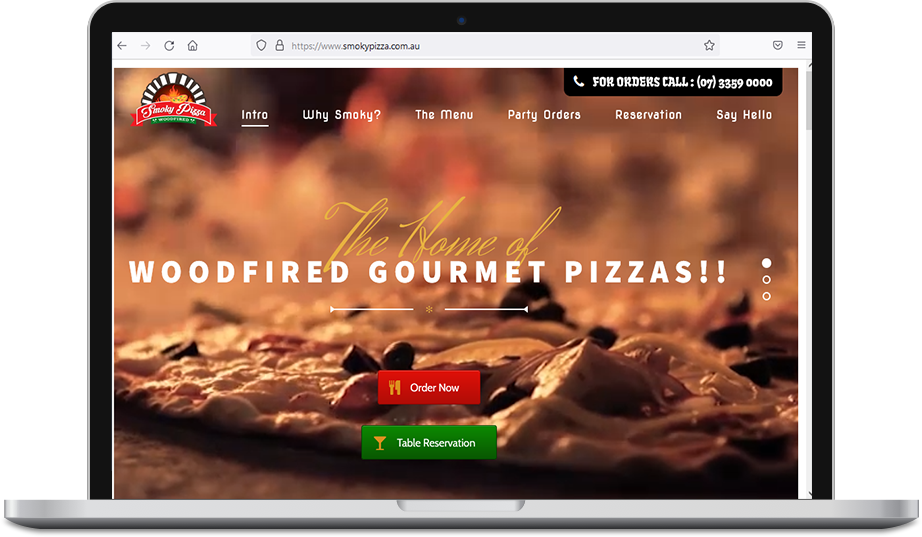 https://www.smokypizza.com.au
FOR ORDERS CALL : (07) 3359 0000
Smoky Pizza
WOODFIRED
Intro
Why Smoky?
The Menu
Party Orders
Reservation
Say Hello
The Home of
WOODFIRED GOURMET PIZZAS!!
Order Now
Table Reservation